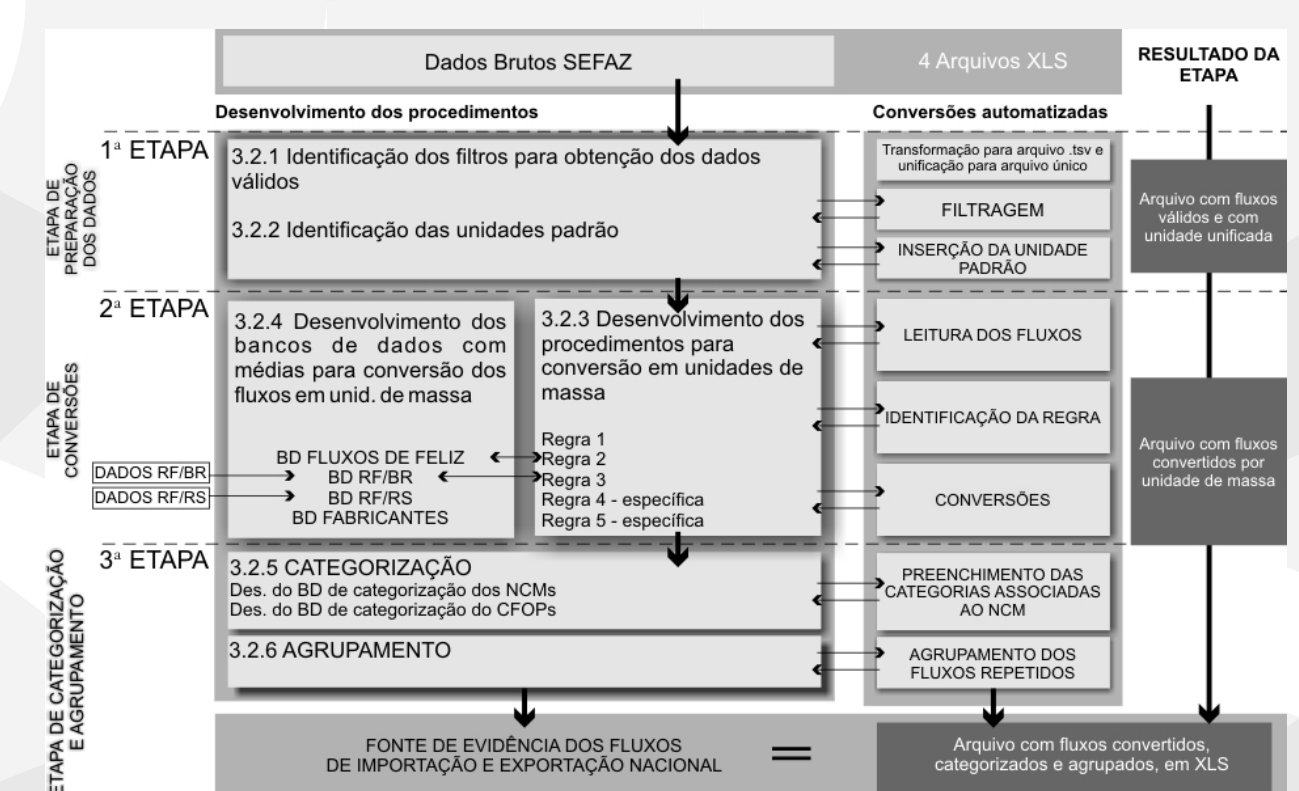 Dados Brutos SEFAZ
4 Arquivos XLS
RESULTADO DA
ETAPA
Desenvolvimento dos procedimentos
Conversões automatizadas
1ª ETAPA
ETAPA DE
PREPARAÇÃO
DOS DADOS
3.2.1 Identificação dos filtros para obtenção dos dados
válidos
3.2.2 Identificação das unidades padrão
Transformação para arquivo .tsv e
unificação para arquivo único
FILTRAGEM
INSERÇÃO DA UNIDADE
PADRÃO
Arquivo com fluxos
válidos e com
unidade unificada
2ª ETAPA
ETAPA DE
CONVERSÕES
3.2.4 Desenvolvimento dos
bancos de dados com
médias para conversão dos
fluxos em unid. de massa
BD FLUXOS DE FELIZ
BD RF/BR
BD RF/RS
BD FABRICANTES
DADOS RF/BR
DADOS RF/RS
3.2.3 Desenvolvimento dos
procedimentos para
conversão em unidades de
massa
Regra 1
Regra 2
Regra 3
Regra 4 - específica
Regra 5 - específica
LEITURA DOS FLUXOS
IDENTIFICAÇÃO DA REGRA
CONVERSÕES
Arquivo com fluxos
convertidos por
unidade de massa
3ª ETAPA
ETAPA DE CATEGORIZAÇÃO
E AGRUPAMENTO
3.2.5 CATEGORIZAÇÃO
Des. do BD de categorização dos NCMs
Des. do BD de categorização do CFOPs
3.2.6 AGRUPAMENTO
PREENCHIMENTO DAS
CATEGORIAS ASSOCIADAS
AO NCM
AGRUPAMENTO DOS
FLUXOS REPETIDOS
FONTE DE EVIDÊNCIA DOS FLUXOS
DE IMPORTAÇÃO E EXPORTAÇÃO NACIONAL
=
Arquivo com fluxos convertidos,
categorizados e agrupados, em XLS